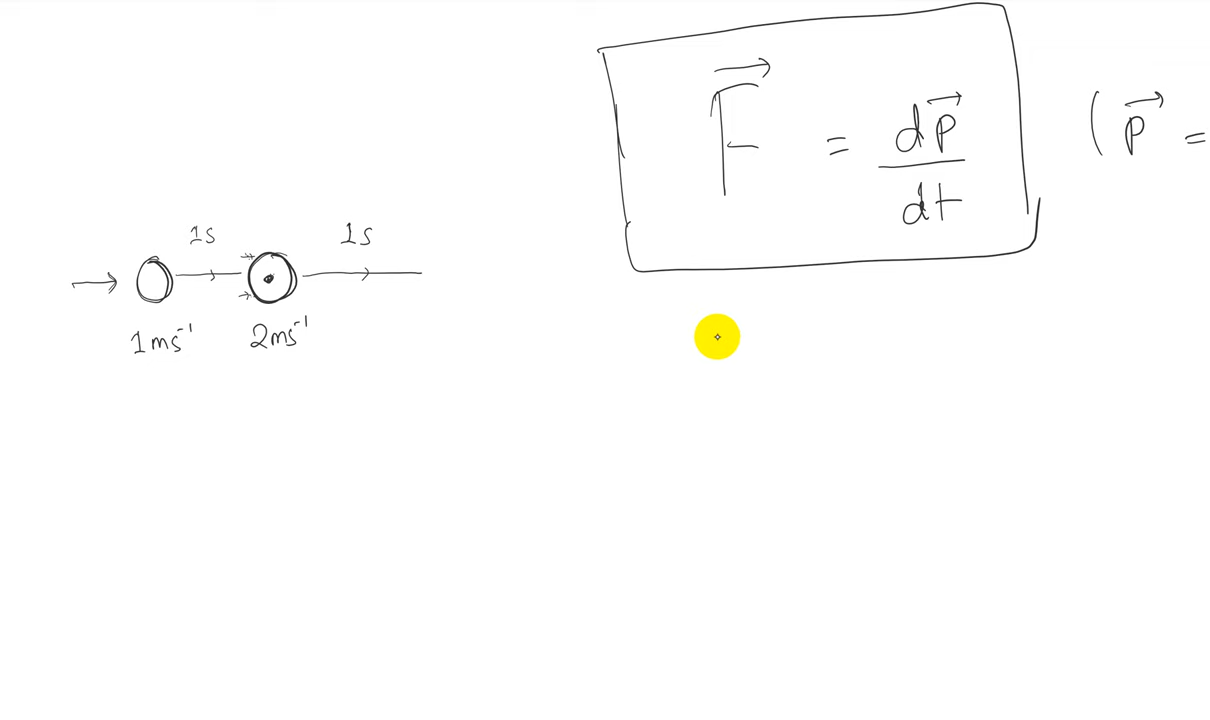 F⃗ = dp⃗/dt (p⃗ =
1s 1s
1ms⁻¹ 2ms⁻¹